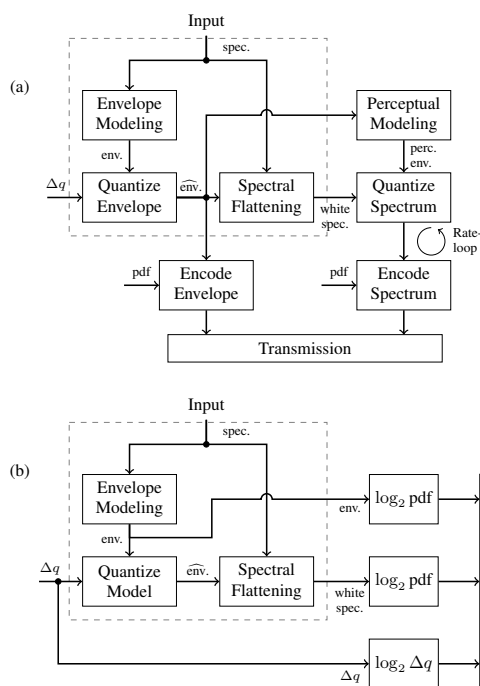 Input
spec.
(a)
Envelope
Modeling
Perceptual
Modeling
env.
perc.
env.
Δq
Quantize
Envelope
env.
Spectral
Flattening
white
spec.
Quantize
Spectrum
Rate-
loop
pdf
Encode
Envelope
pdf
Encode
Spectrum
Transmission
Input
spec.
(b)
Envelope
Modeling
env.
env.
log₂ pdf
Δq
Quantize
Model
env.
Spectral
Flattening
white
spec.
log₂ pdf
Δq
log₂ Δq